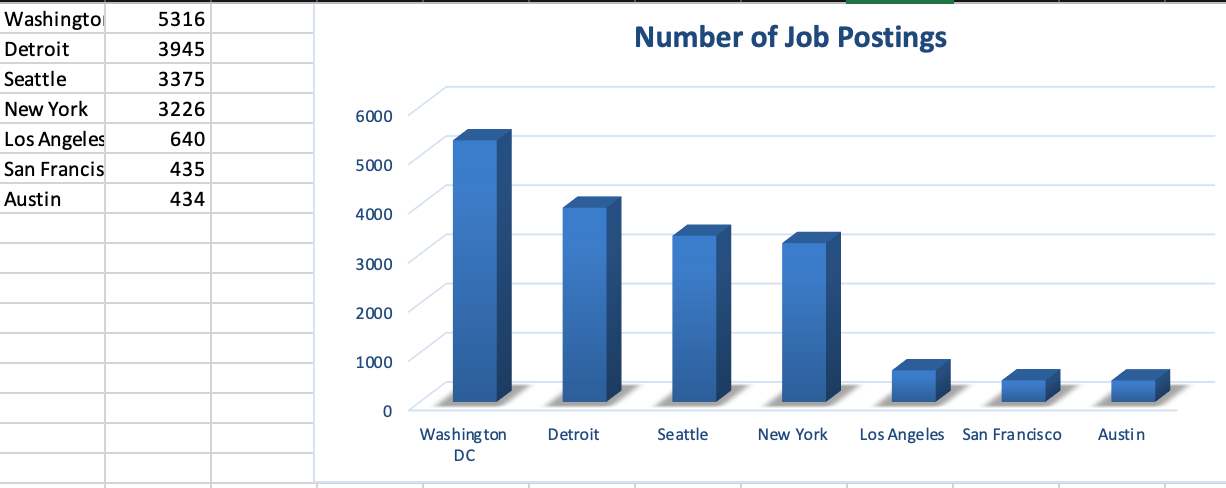 Washingto 5316
Detroit 3945
Seattle 3375
New York 3226
Los Angeles 640
San Francis 435
Austin 434
Number of Job Postings
6000
5000
4000
3000
2000
1000
0
Washington Detroit Seattle New York Los Angeles San Francisco Austin
DC